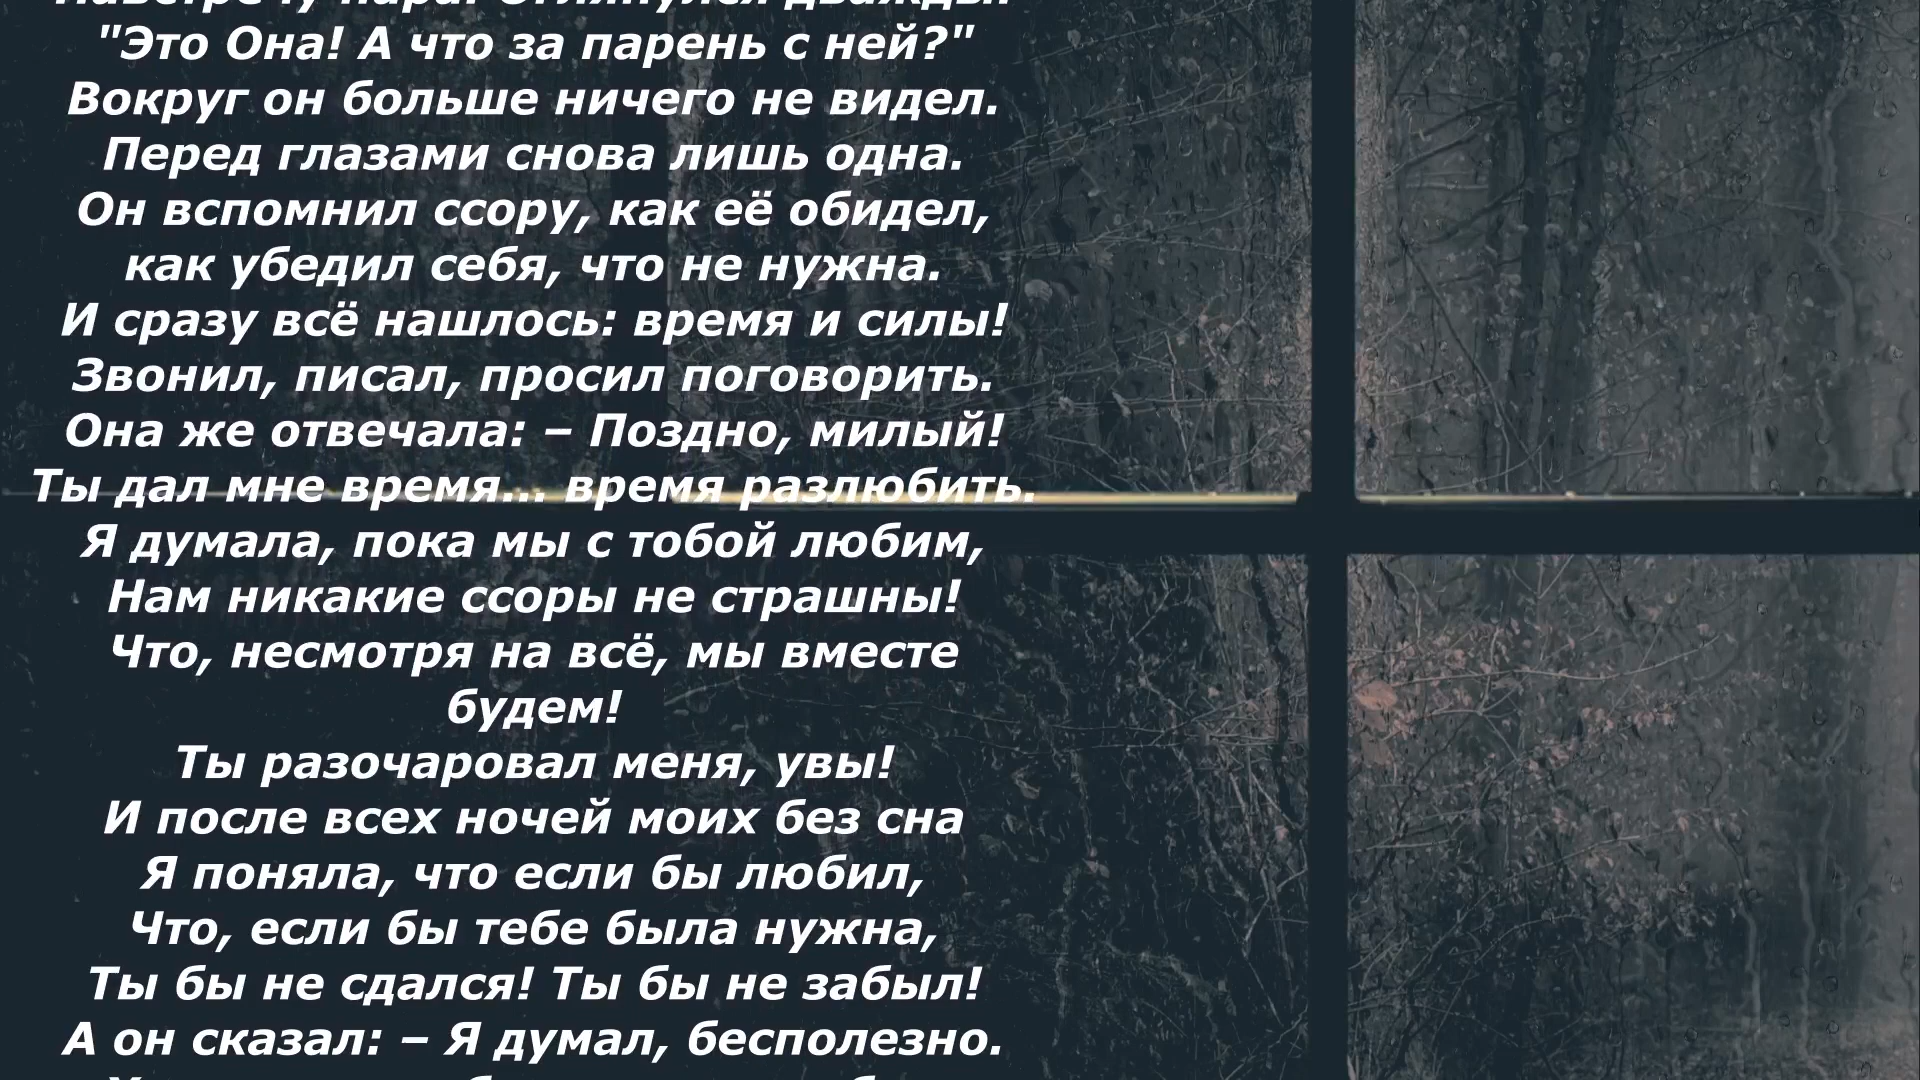 "Это Она! А что за парень с ней?"
Вокруг он больше ничего не видел.
Перед глазами снова лишь одна.
Он вспомнил ссору, как её обидел,
как убедил себя, что не нужна.
И сразу всё нашлось: время и силы!
Звонил, писал, просил поговорить.
Она же отвечала: – Поздно, милый!
Ты дал мне время... время разлюбить.
Я думала, пока мы с тобой любим,
Нам никакие ссоры не страшны!
Что, несмотря на всё, мы вместе
будем!
Ты разочаровал меня, увы!
И после всех ночей моих без сна
Я поняла, что если бы любил,
Что, если бы тебе была нужна,
Ты бы не сдался! Ты бы не забыл!
А он сказал: – Я думал, бесполезно.